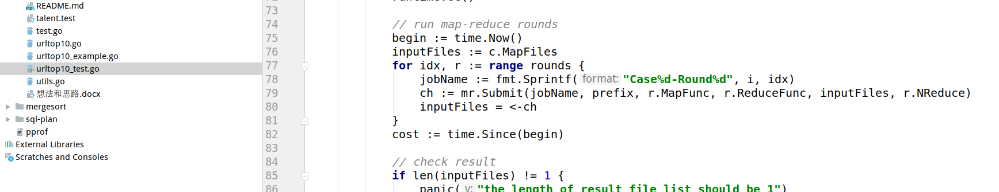 README.md
talent.test
test.go
urltop10.go
urltop10_example.go
urltop10_test.go
utils.go
想法和思路.docx
mergesort
sql-plan
pprof
External Libraries
Scratches and Consoles
73
74 // run map-reduce rounds
75 begin := time.Now()
76 inputFiles := c.MapFiles
77 for idx, r := range rounds {
78 jobName := fmt.Sprintf( format: "Case%d-Round%d", i, idx)
79 ch := mr.Submit(jobName, prefix, r.MapFunc, r.ReduceFunc, inputFiles, r.NReduce)
80 inputFiles = <-ch
81 }
82 cost := time.Since(begin)
83
84 // check result
85 if len(inputFiles) != 1 {
86 panic( v: "the length of result file list should be 1")